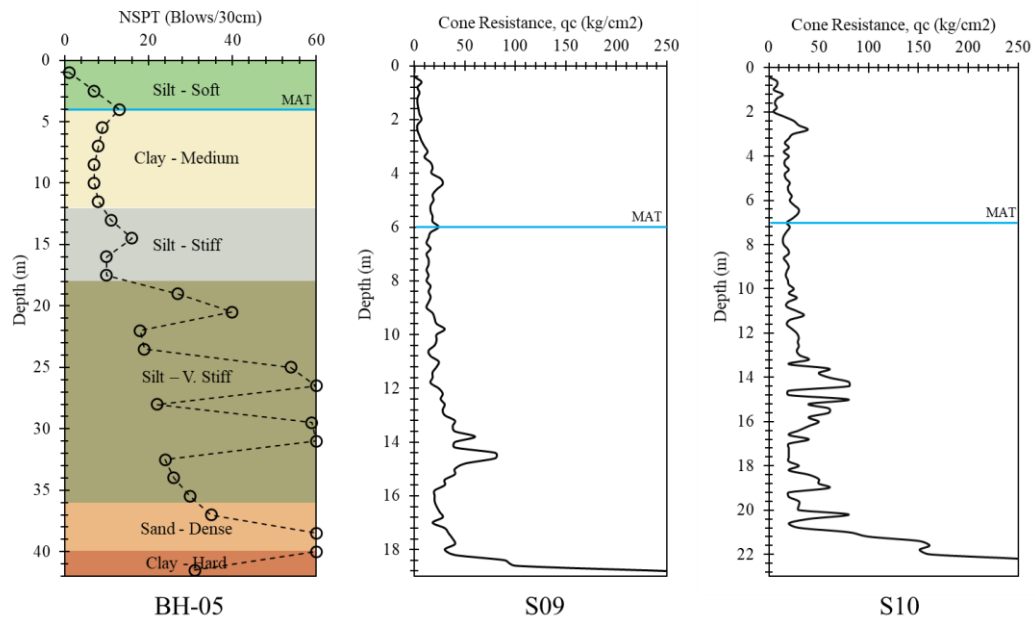 NSPT (Blows/30cm)
0 20 40 60
0
5
10
15
20
25
30
35
40
Depth (m)
Silt - Soft
MAT
Clay - Medium
Silt - Stiff
Silt – V. Stiff
Sand - Dense
Clay - Hard
BH-05
Cone Resistance, qc (kg/cm2)
0 50 100 150 200 250
0
2
4
6
8
10
12
14
16
18
Depth (m)
MAT
S09
Cone Resistance, qc (kg/cm2)
0 50 100 150 200 250
0
2
4
6
8
10
12
14
16
18
20
22
Depth (m)
MAT
S10